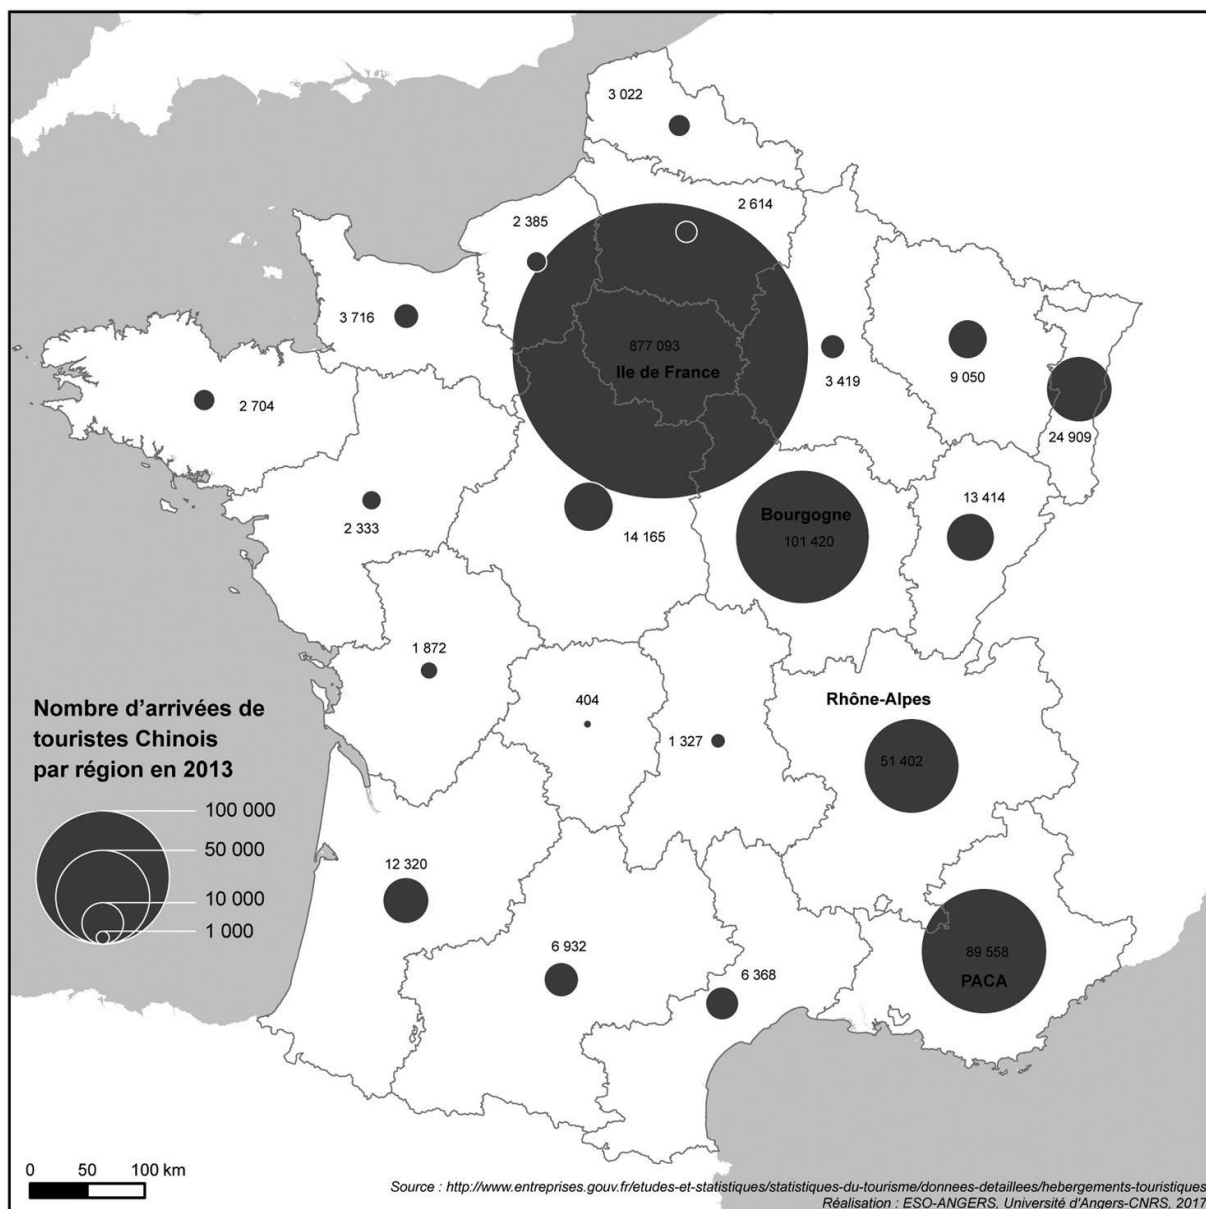 3 022
2 614
2 385
3 716
877 093
Ile de France
3 419
9 050
24 909
2 704
2 333
14 165
Bourgogne
101 420
13 414
1 872
404
1 327
Rhône-Alpes
51 402
Nombre d'arrivées de
touristes Chinois
par région en 2013
100 000
50 000
10 000
1 000
12 320
6 932
6 368
89 558
PACA
0 50 100 km
Source : http://www.entreprises.gouv.fr/etudes-et-statistiques/statistiques-du-tourisme/donnees-detaillees/hebergements-touristiques
Réalisation : ESO-ANGERS, Université d'Angers-CNRS, 2017